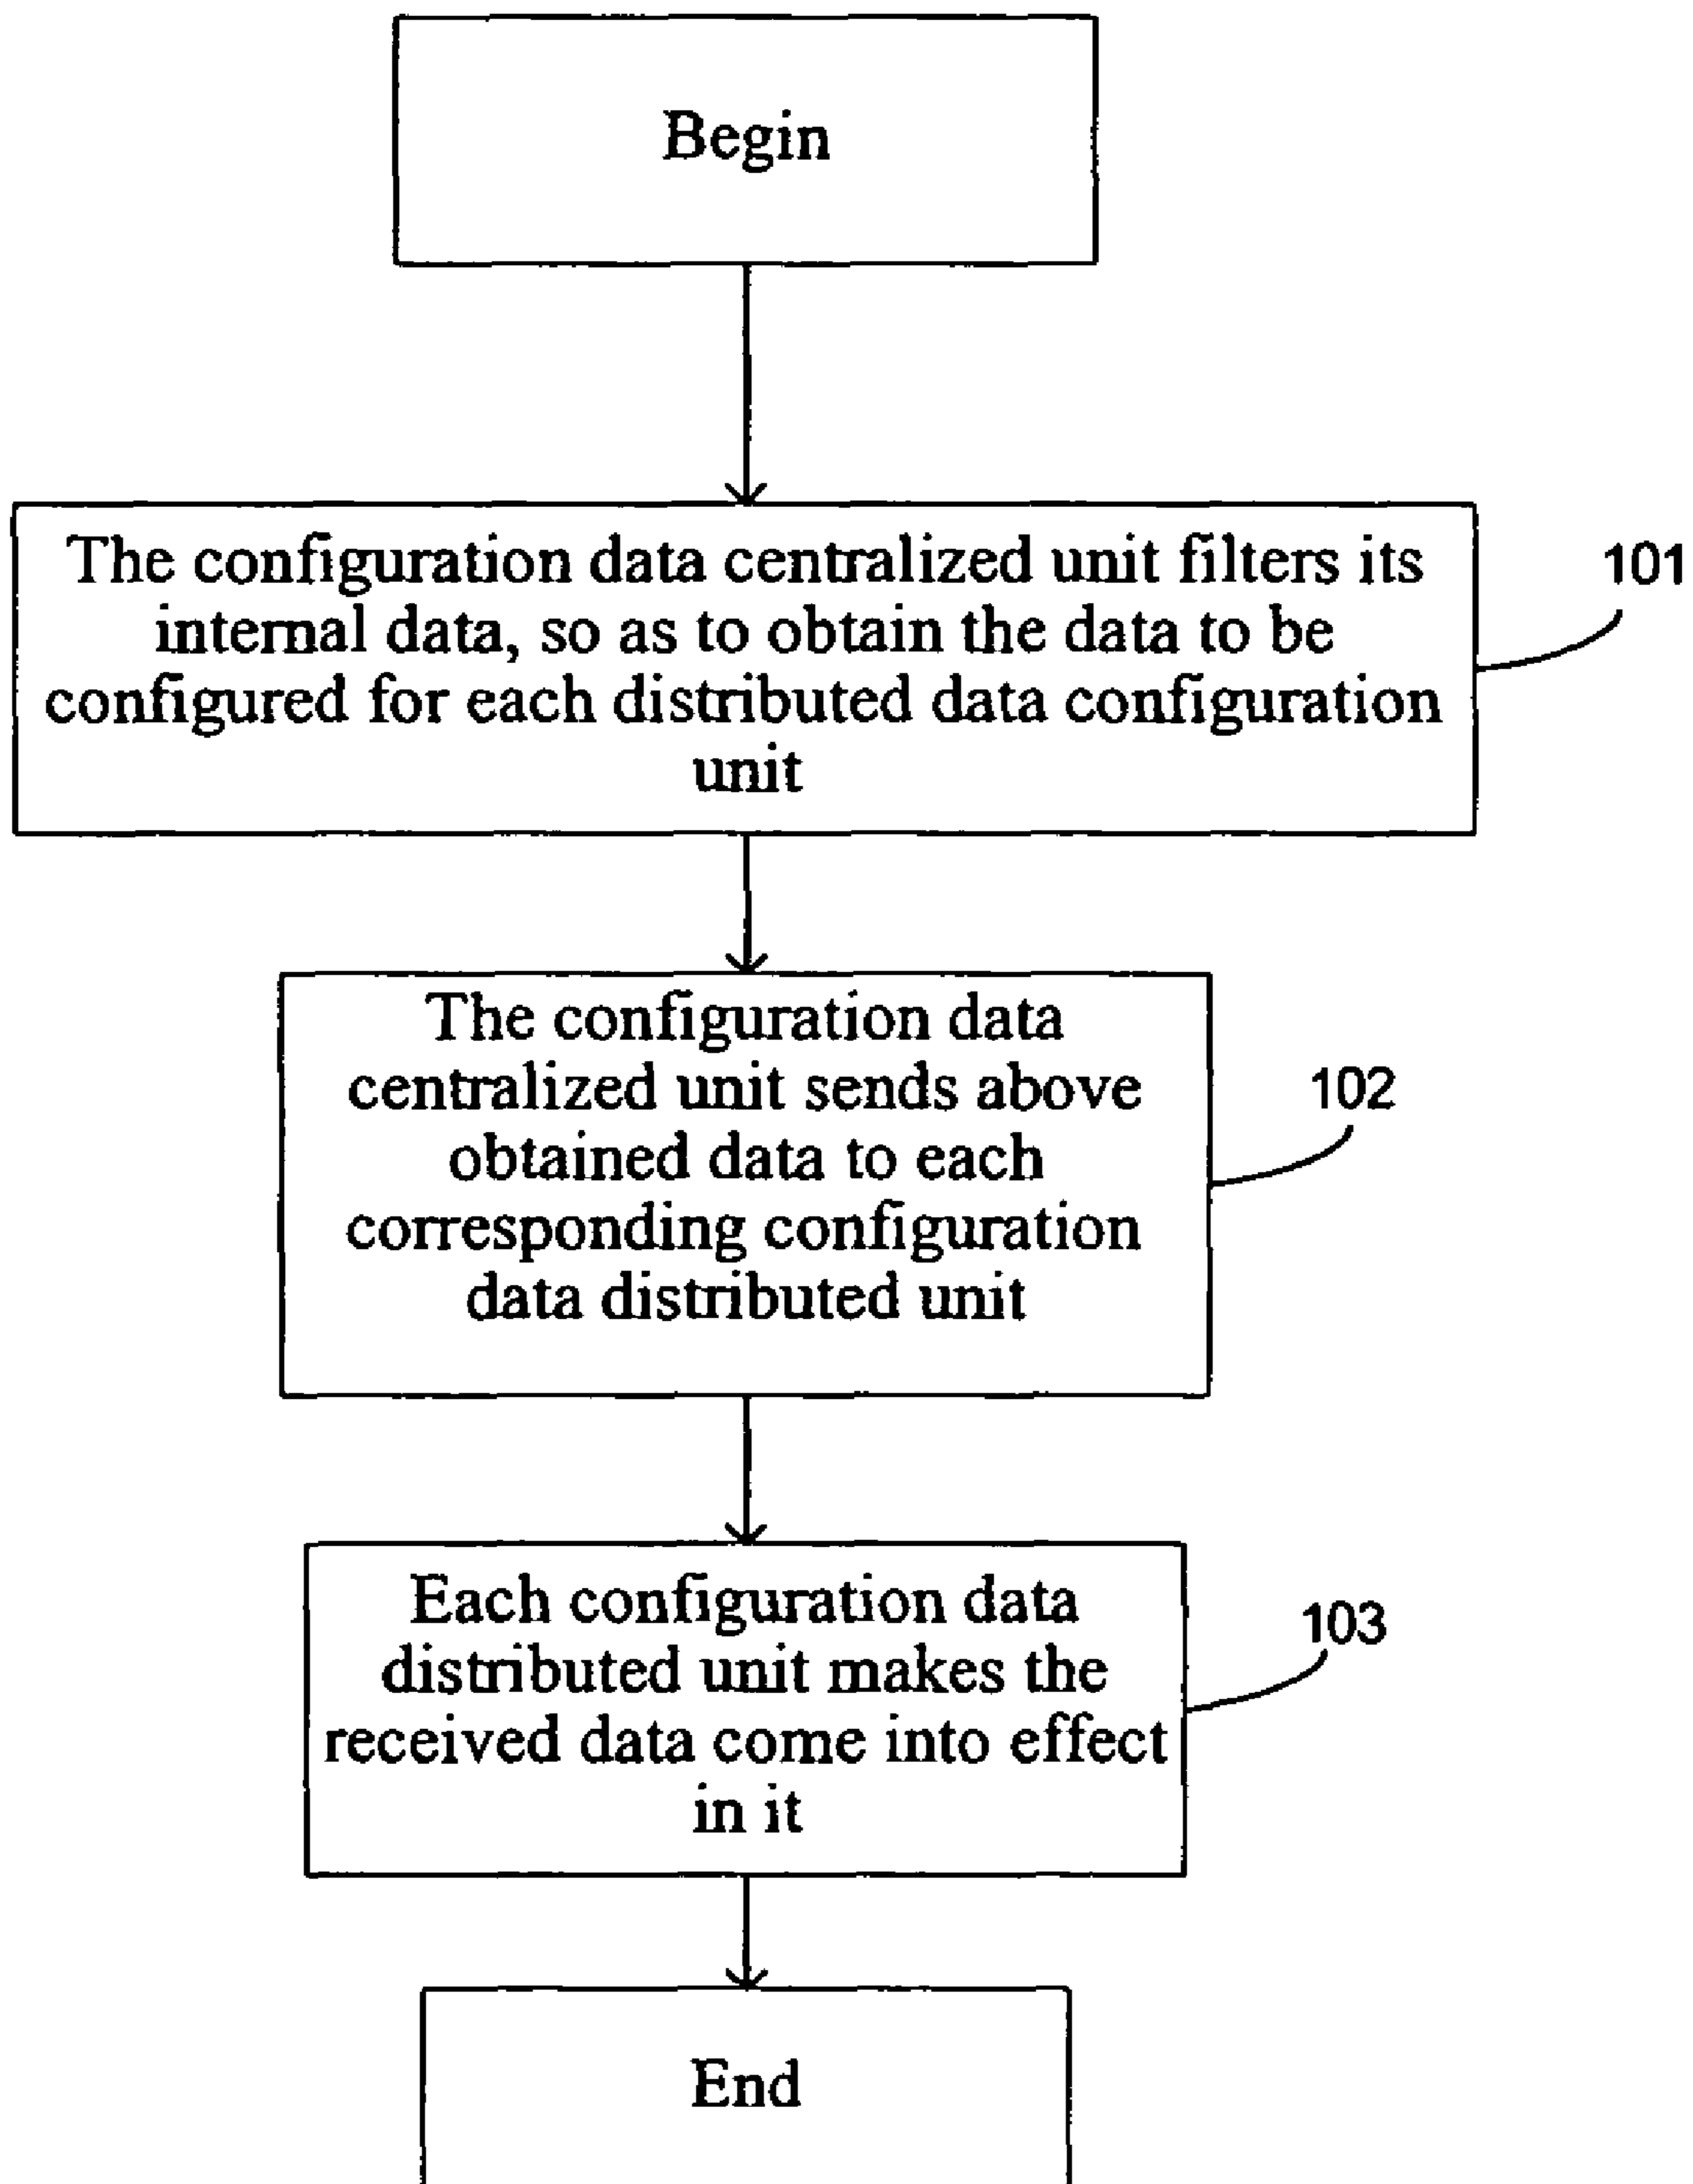 Begin
The configuration data centralized unit filters its
internal data, so as to obtain the data to be
configured for each distributed data configuration
unit
101
The configuration data
centralized unit sends above
obtained data to each
corresponding configuration
data distributed unit
102
Each configuration data
distributed unit makes the
received data come into effect
in it
103
End